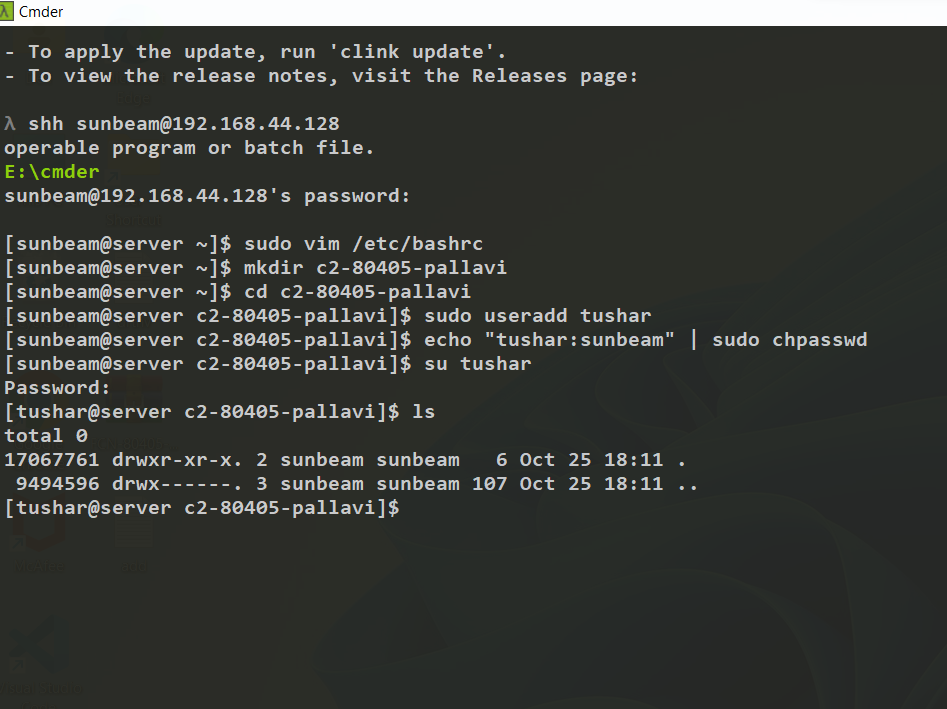 Cmder
- To apply the update, run 'clink update'.
- To view the release notes, visit the Releases page:
λ shh sunbeam@192.168.44.128
operable program or batch file.
E:\cmder
sunbeam@192.168.44.128's password:
[sunbeam@server ~]$ sudo vim /etc/bashrc
[sunbeam@server ~]$ mkdir c2-80405-pallavi
[sunbeam@server ~]$ cd c2-80405-pallavi
[sunbeam@server c2-80405-pallavi]$ sudo useradd tushar
[sunbeam@server c2-80405-pallavi]$ echo "tushar:sunbeam" | sudo chpasswd
[sunbeam@server c2-80405-pallavi]$ su tushar
Password:
[tushar@server c2-80405-pallavi]$ ls
total 0
17067761 drwxr-xr-x. 2 sunbeam sunbeam   6 Oct 25 18:11 .
 9494596 drwx------. 3 sunbeam sunbeam 107 Oct 25 18:11 ..
[tushar@server c2-80405-pallavi]$